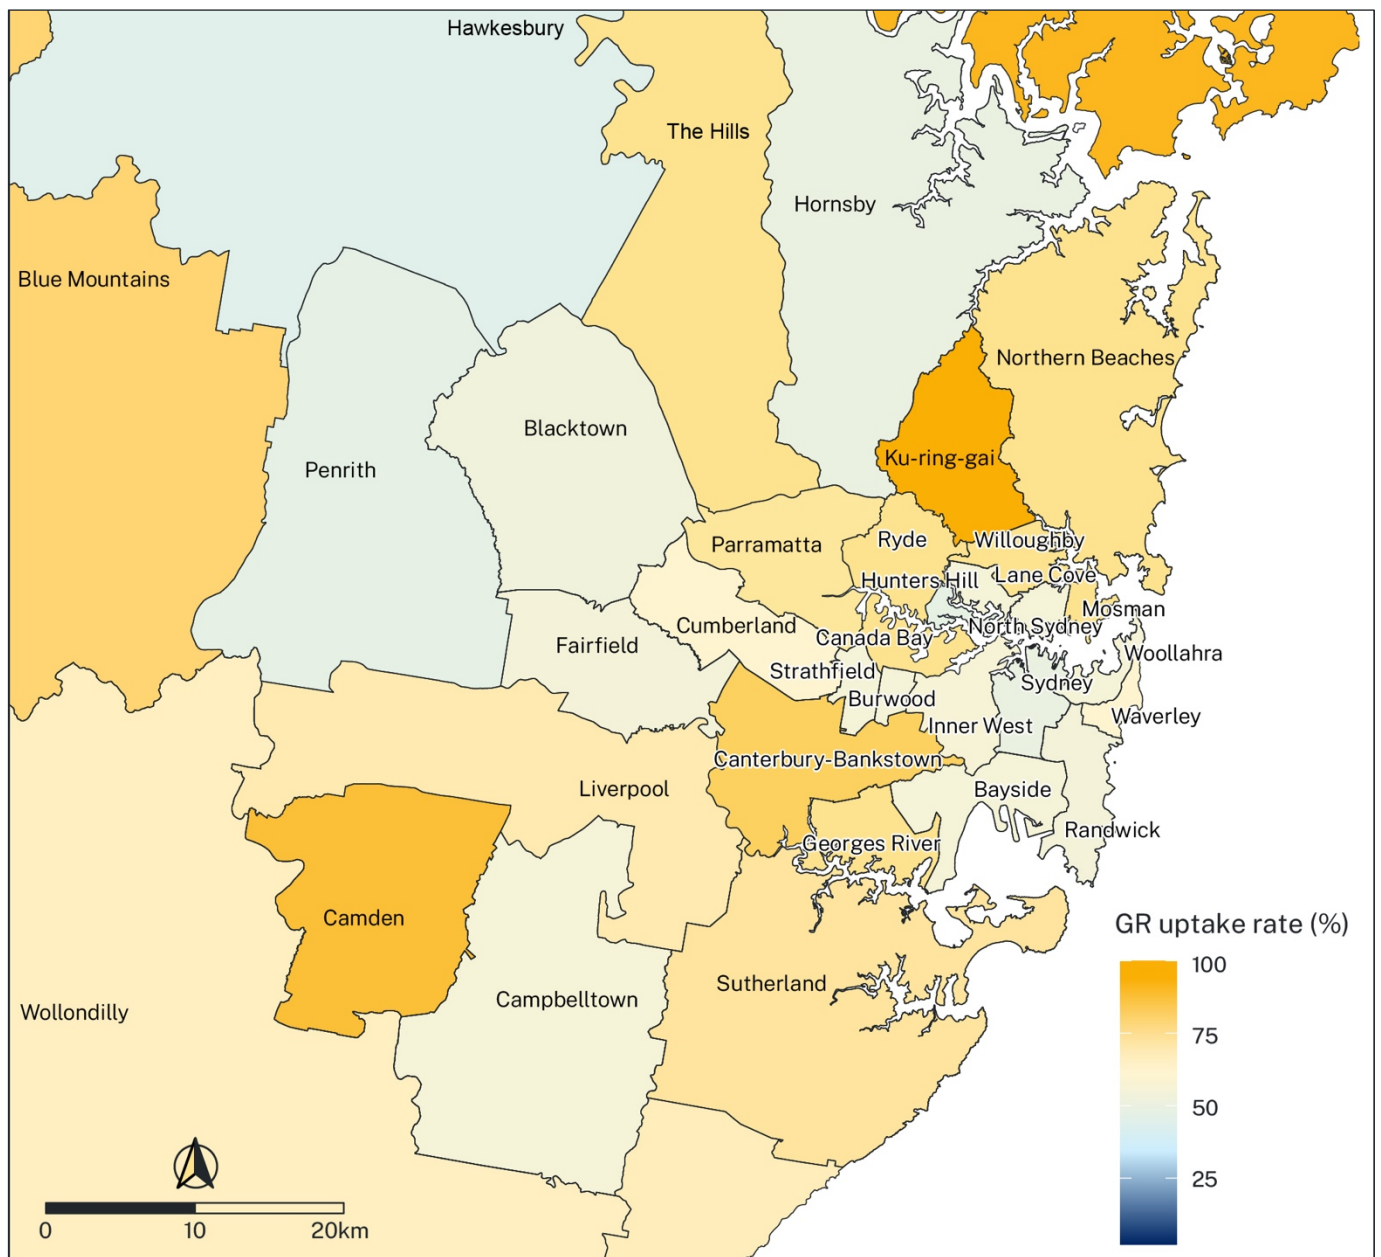 Hawkesbury
The Hills
Hornsby
Blue Mountains
Northern Beaches
Blacktown
Ku-ring-gai
Penrith
Parramatta
Ryde
Willoughby
Hunters Hill
Lane Cove
Mosman
Cumberland
North Sydney
Canada Bay
Fairfield
Woollahra
Strathfield
Sydney
Burwood
Waverley
Inner West
Canterbury-Bankstown
Liverpool
Bayside
Randwick
Georges River
Camden
GR uptake rate (%)
100
Sutherland
Campbelltown
Wollondilly
75
50
25
0 10 20km